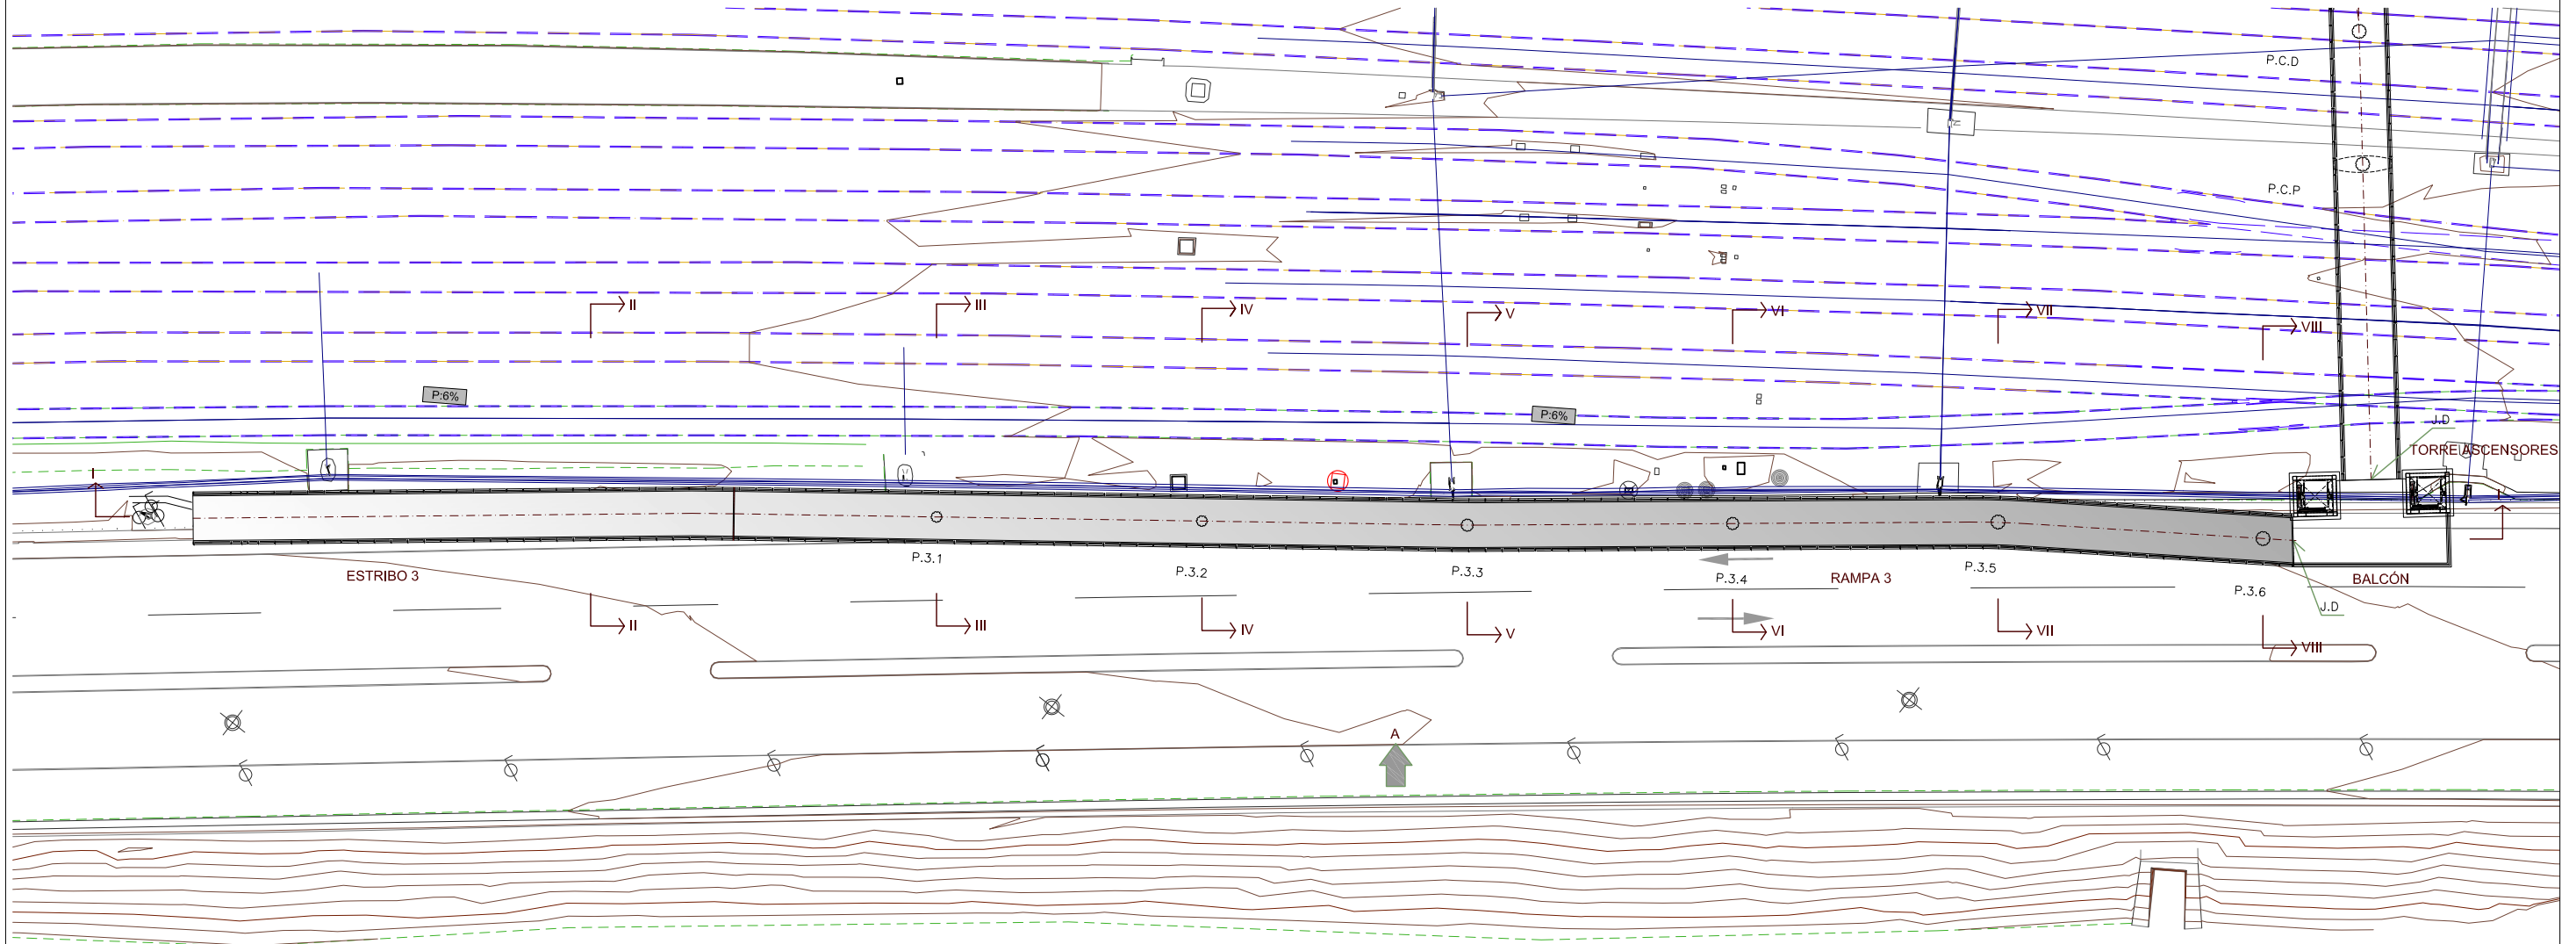 P.C.D
P.C.P
II
III
IV
V
VI
VII
VIII
P:6%
P:6%
J.D
TORRE ASCENSORES
I
I
P.3.1
P.3.2
P.3.3
P.3.4
P.3.5
P.3.6
ESTRIBO 3
RAMPA 3
BALCÓN
J.D
II
III
IV
V
VI
VII
VIII
A